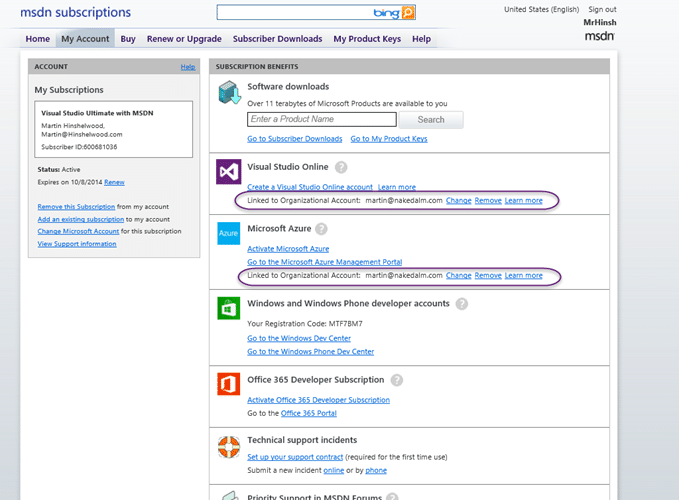 msdn subscriptions
bing
United States (English) Sign out
MrHinsh
msdn
Home My Account Buy Renew or Upgrade Subscriber Downloads My Product Keys Help
ACCOUNT Help
My Subscriptions
Visual Studio Ultimate with MSDN
Martin Hinshelwood,
Martin@Hinshelwood.com
Subscriber ID:600681036
Status: Active
Expires on 10/8/2014 Renew
Remove this Subscription from my account
Add an existing subscription to my account
Change Microsoft Account for this subscription
View Support information
SUBSCRIPTION BENEFITS
Software downloads
Over 11 terabytes of Microsoft Products are available to you
Enter a Product Name Search
Go to Subscriber Downloads Go to My Product Keys
Visual Studio Online ?
Create a Visual Studio Online account Learn more
Linked to Organizational Account: martin@nakedalm.com Change Remove Learn more
Azure
Microsoft Azure ?
Activate Microsoft Azure
Go to the Microsoft Azure Management Portal
Linked to Organizational Account: martin@nakedalm.com Change Remove Learn more
Windows and Windows Phone developer accounts ?
Your Registration Code: MTF7BM7
Go to the Windows Dev Center
Go to the Windows Phone Dev Center
Office 365 Developer Subscription ?
Activate Office 365 Developer Subscription
Go to the Office 365 Portal
Technical support incidents
Set up your support contract (required for the first time use)
Submit a new incident online or by phone
Priority Support in MSDN Forums ?